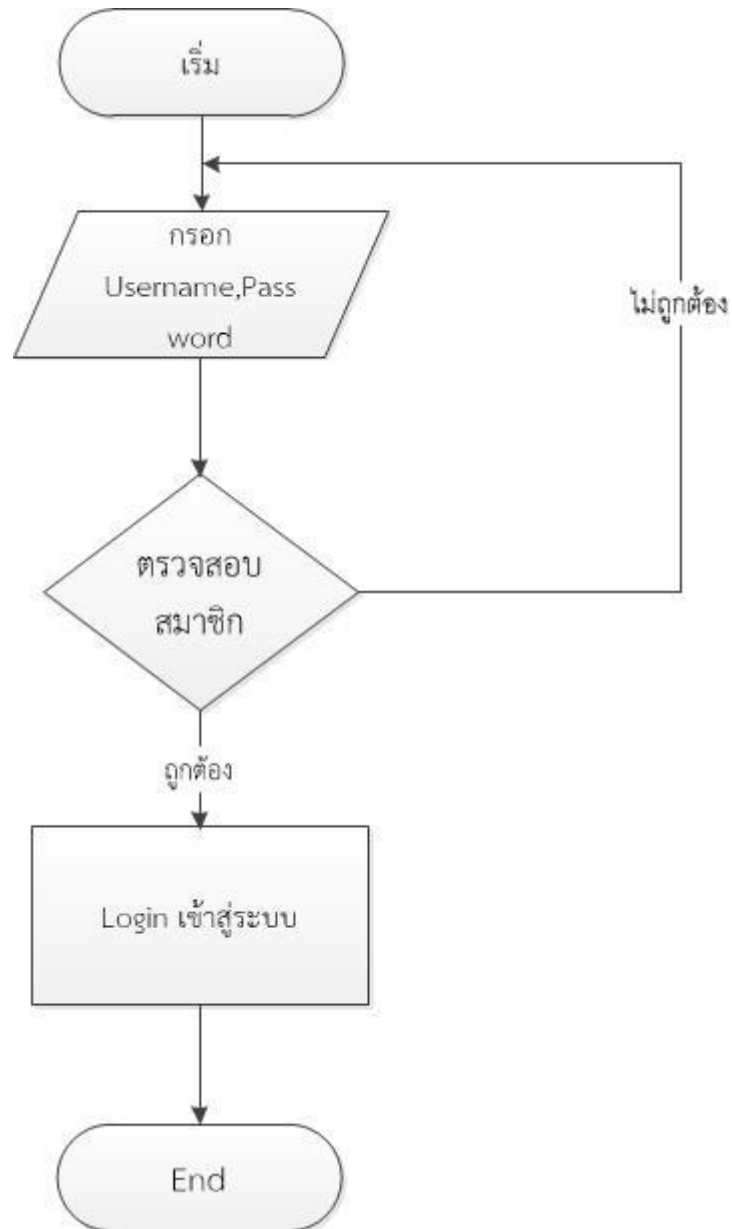 เริ่ม
กรอก
Username,Pass
word
ไม่ถูกต้อง
ตรวจสอบ
สมาชิก
ถูกต้อง
Login เข้าสู่ระบบ
End